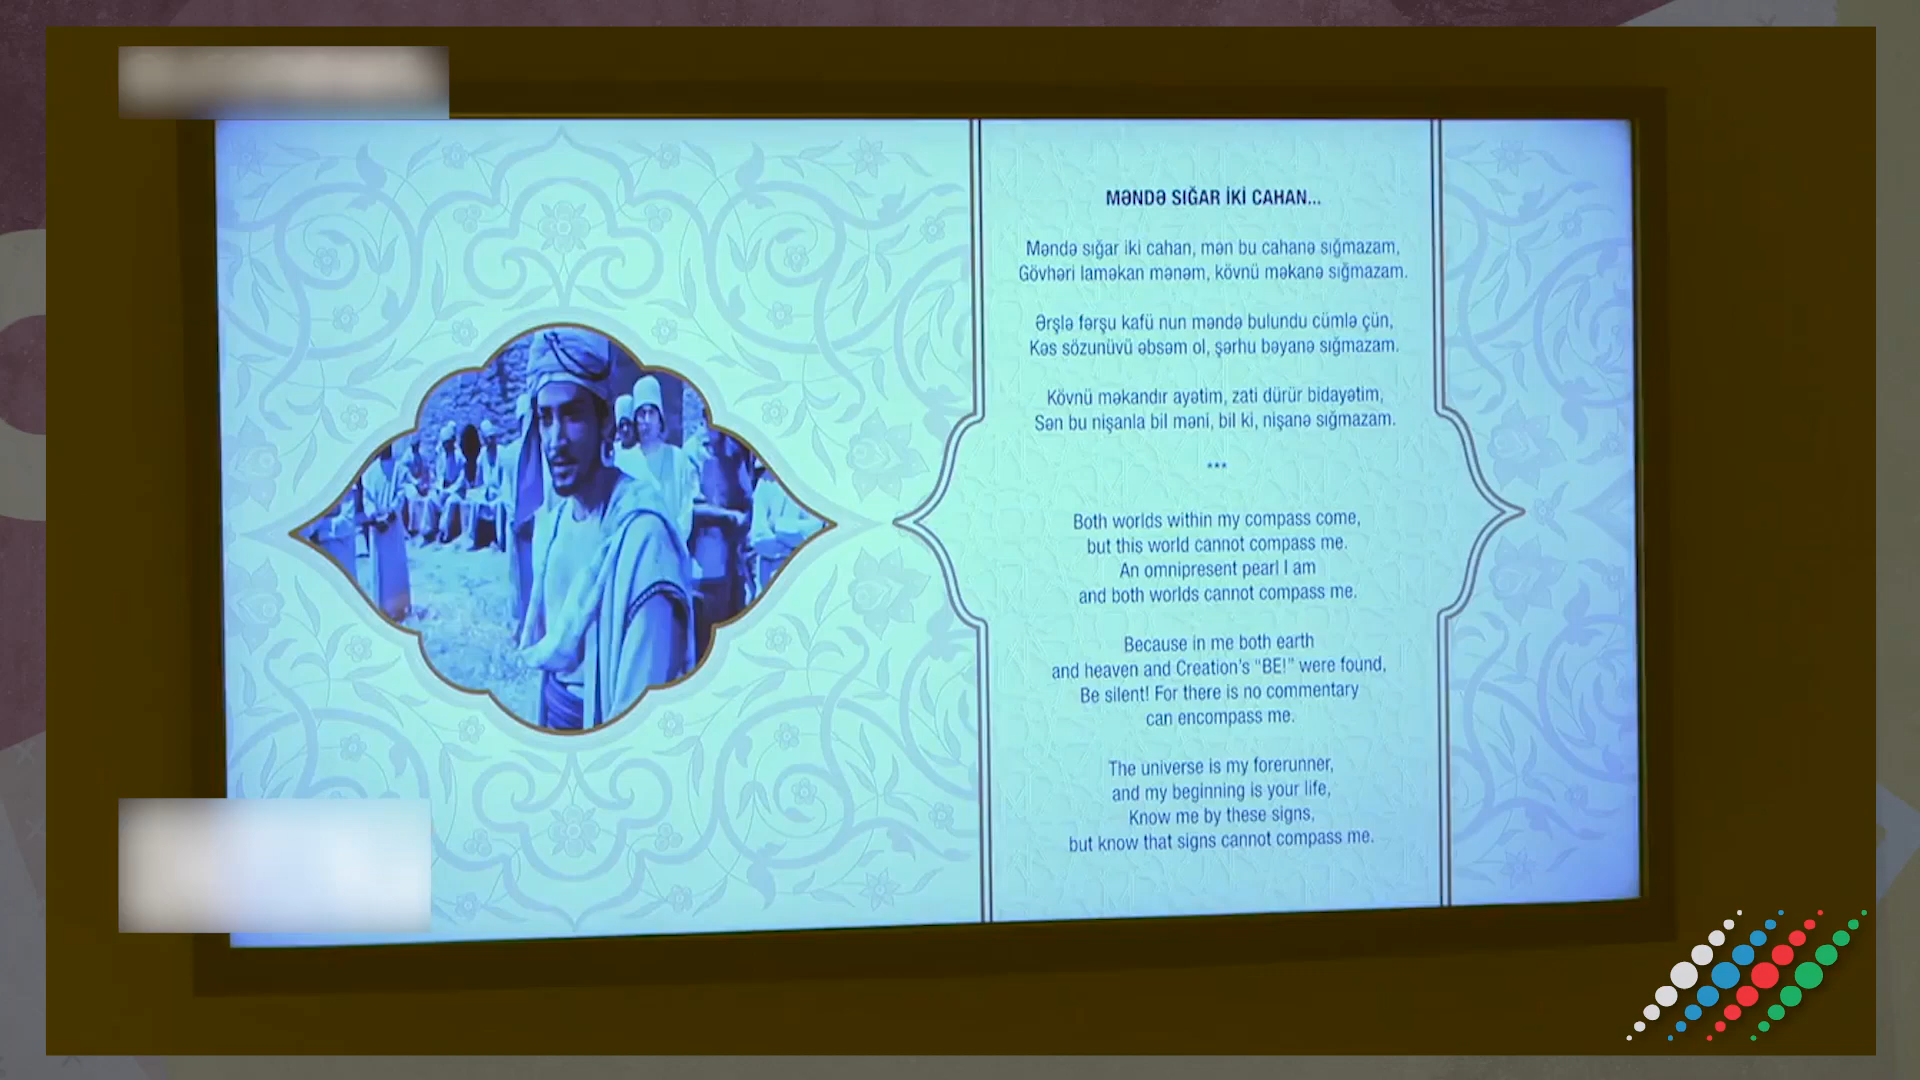 MƏNDƏ SIĞAR İKİ CAHAN...
Məndə sığar iki cahan, mən bu cahanə sığmazam,
Gövhəri laməkan mənəm, kövnü məkanə sığmazam.
Ərşlə fərşu kafü nun məndə bulundu cümlə çün,
Kəs sözunüvü əbsəm ol, şərhu bəyanə sığmazam.
Kövnü məkandır ayətim, zati dürür bidayətim,
Sən bu nişanla bil məni, bil ki, nişanə sığmazam.
***
Both worlds within my compass come,
but this world cannot compass me.
An omnipresent pearl I am
and both worlds cannot compass me.
Because in me both earth
and heaven and Creation's "BE!" were found,
Be silent! For there is no commentary
can encompass me.
The universe is my forerunner,
and my beginning is your life,
Know me by these signs,
but know that signs cannot compass me.